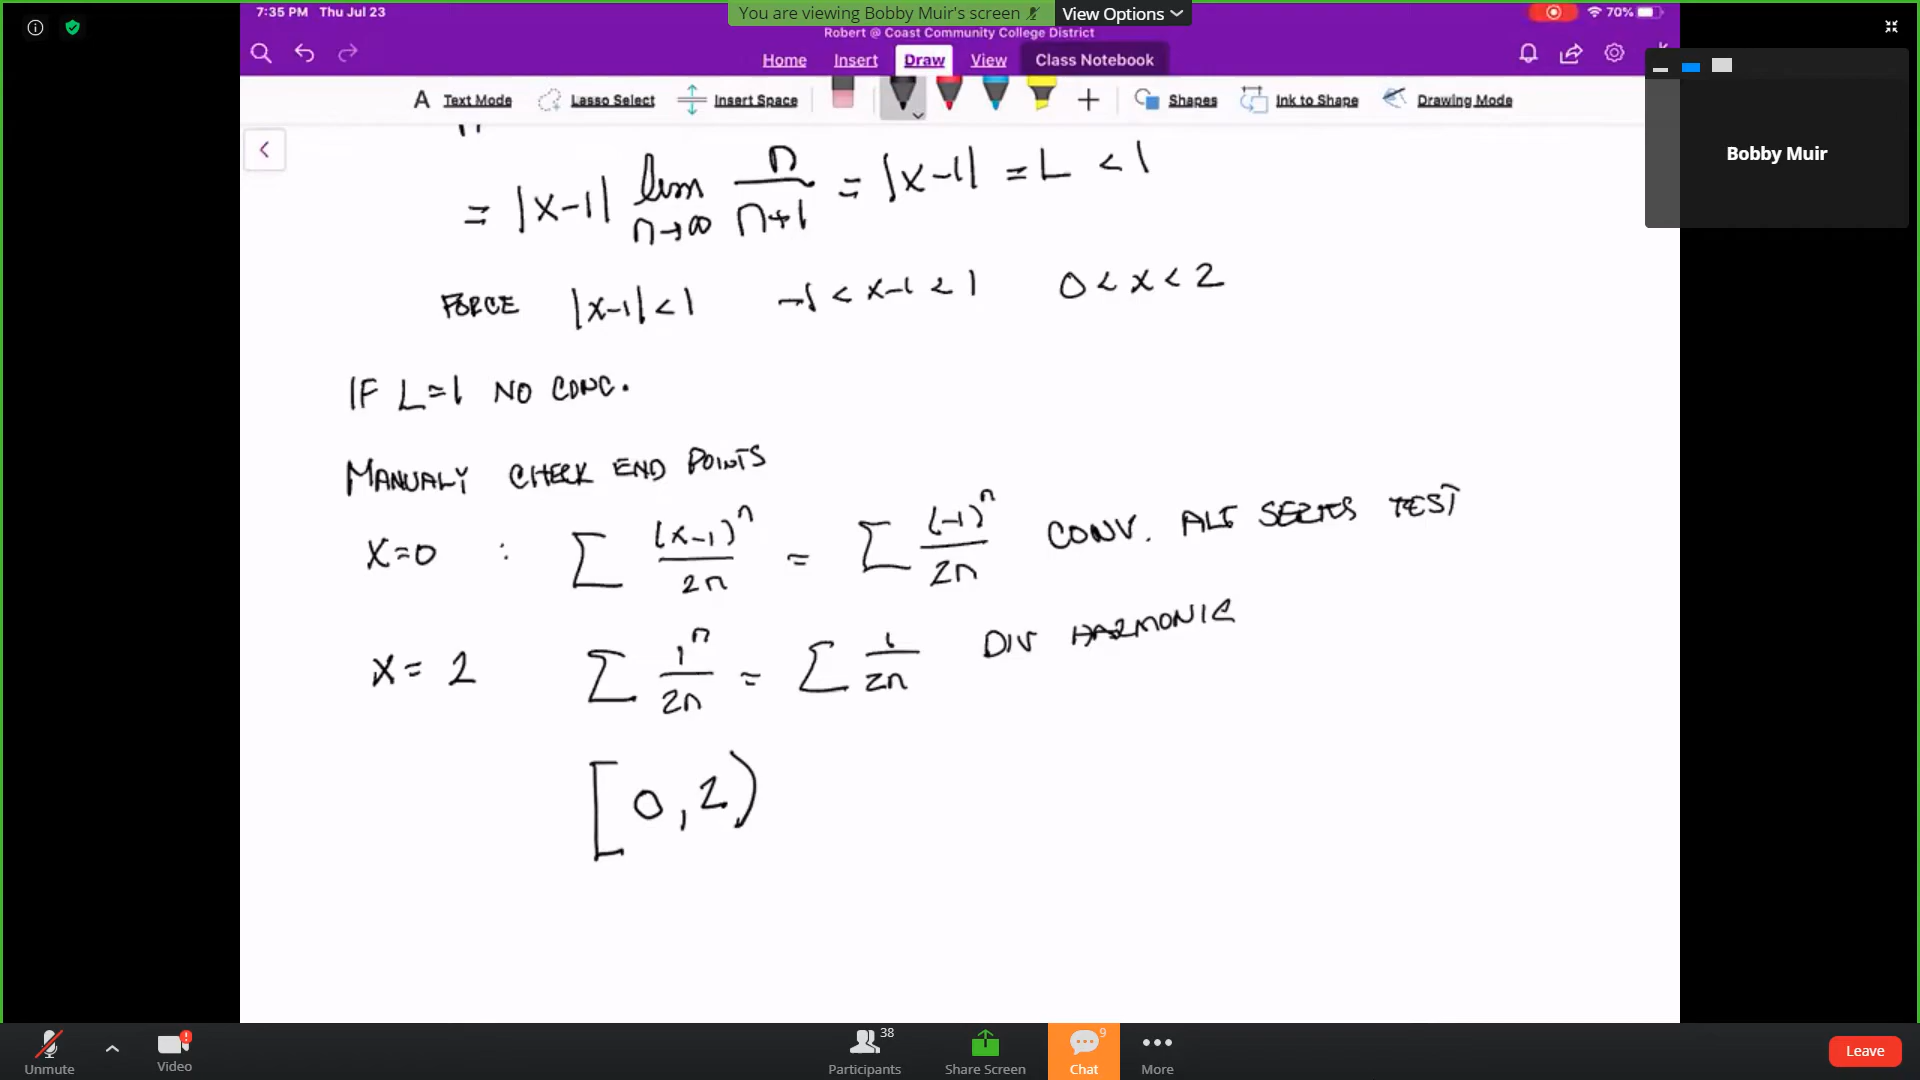 7:35 PM Thu Jul 23
You are viewing Bobby Muir's screen
View Options
70%
Robert @ Coast Community College District
Home Insert Draw View Class Notebook
Text Mode Lasso Select Insert Space Shapes Ink to Shape Drawing Mode
Bobby Muir
= |x-1| lim n→∞ n/(n+1) = |x-1| = L < 1
FORCE |x-1| < 1 -1 < x-1 < 1 0 < x < 2
IF L=1 NO CONC.
MANUALY CHECK END POINTS
X=0 : Σ (x-1)^n/2n = Σ (-1)^n/2n CONV. ALT SERIES TEST
X= 2 Σ 1^n/2n = Σ 1/2n DIV HARMONIC
[0,2)
Unmute Video Participants 38 Share Screen Chat 9 More Leave